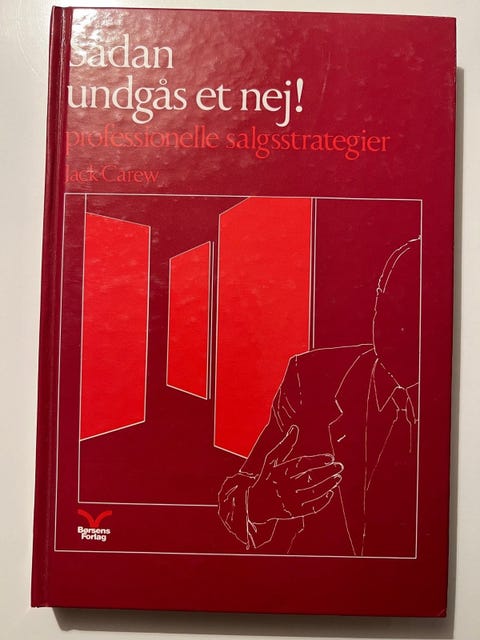 Sådan
undgås et nej!
professionelle salgsstrategier
Jack Carew
Børsens
Forlag